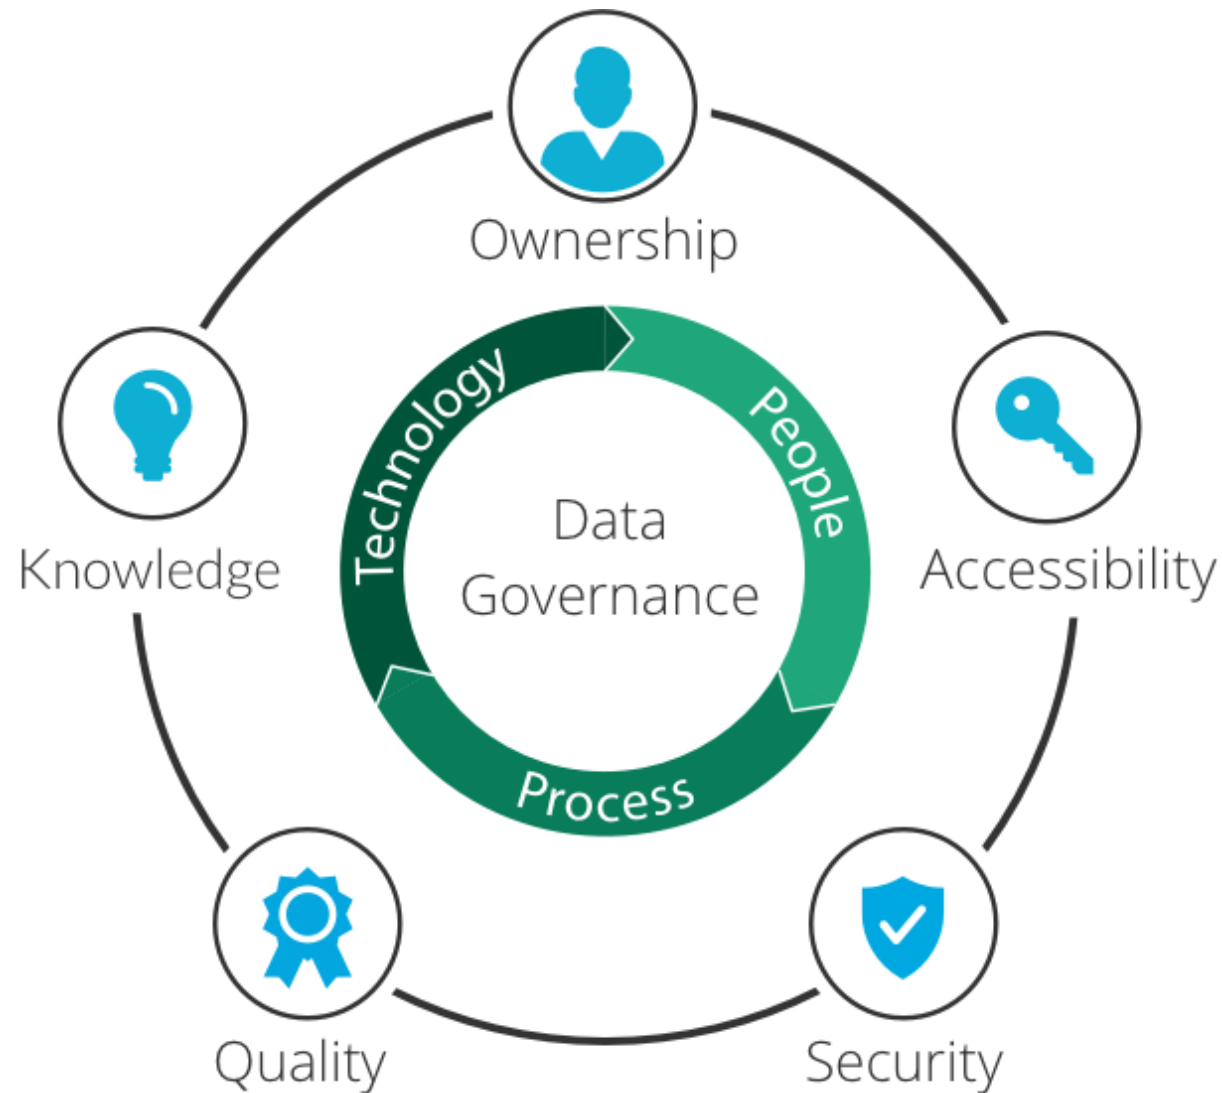 Ownership
Technology
People
Data
Governance
Knowledge
Accessibility
Process
Quality
Security